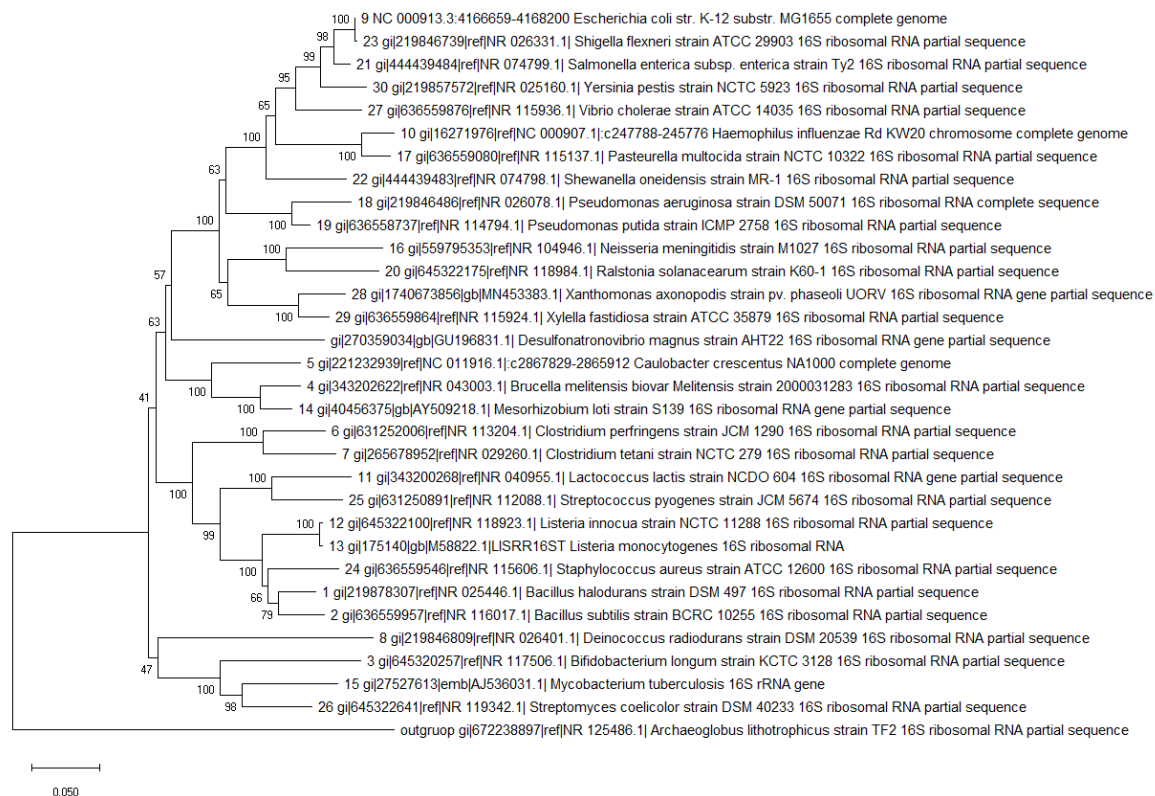 100 9 NC 000913.3:4166659-4168200 Escherichia coli str. K-12 substr. MG1655 complete genome
98 23 gi|219846739|ref|NR 026331.1| Shigella flexneri strain ATCC 29903 16S ribosomal RNA partial sequence
99 21 gi|444439484|ref|NR 074799.1| Salmonella enterica subsp. enterica strain Ty2 16S ribosomal RNA partial sequence
95 30 gi|219857572|ref|NR 025160.1| Yersinia pestis strain NCTC 5923 16S ribosomal RNA partial sequence
65 27 gi|636559876|ref|NR 115936.1| Vibrio cholerae strain ATCC 14035 16S ribosomal RNA partial sequence
100 10 gi|16271976|ref|NC 000907.1|:c247788-245776 Haemophilus influenzae Rd KW20 chromosome complete genome
100 17 gi|636559080|ref|NR 115137.1| Pasteurella multocida strain NCTC 10322 16S ribosomal RNA partial sequence
63 22 gi|444439483|ref|NR 074798.1| Shewanella oneidensis strain MR-1 16S ribosomal RNA partial sequence
18 gi|219846486|ref|NR 026078.1| Pseudomonas aeruginosa DSM 50071 16S ribosomal RNA complete sequence
100 100 19 gi|636558737|ref|NR 114794.1| Pseudomonas putida strain ICMP 2758 16S ribosomal RNA partial sequence
100 16 gi|559795353|ref|NR 104946.1| Neisseria meningitidis strain M1027 16S ribosomal RNA partial sequence
57 20 gi|645322175|ref|NR 118984.1| Ralstonia solanacearum strain K60-1 16S ribosomal RNA partial sequence
65 28 gi|1740673856|gb|MN453383.1| Xanthomonas axonopodis strain pv. phaseoli UORV 16S ribosomal RNA gene partial sequence
63 100 29 gi|636559864|ref|NR 115924.1| Xylella fastidiosa strain ATCC 35879 16S ribosomal RNA partial sequence
gi|270359034|gb|GU196831.1| Desulfonatronovibrio magnus strain AHT22 16S ribosomal RNA gene partial sequence
5 gi|221232939|ref|NC 011916.1|:c2867829-2865912 Caulobacter crescentus NA1000 complete genome
100 4 gi|343202622|ref|NR 043003.1| Brucella melitensis biovar Melitensis strain 2000031283 16S ribosomal RNA partial sequence
41 100 14 gi|40456375|gb|AY509218.1| Mesorhizobium loti strain S139 16S ribosomal RNA gene partial sequence
100 6 gi|631252006|ref|NR 113204.1| Clostridium perfringens strain JCM 1290 16S ribosomal RNA partial sequence
7 gi|265678952|ref|NR 029260.1| Clostridium tetani strain NCTC 279 16S ribosomal RNA partial sequence
100 100 11 gi|343200268|ref|NR 040955.1| Lactococcus lactis strain NCDO 604 16S ribosomal RNA gene partial sequence
25 gi|631250891|ref|NR 112088.1| Streptococcus pyogenes strain JCM 5674 16S ribosomal RNA partial sequence
99 100 12 gi|645322100|ref|NR 118923.1| Listeria innocua strain NCTC 11288 16S ribosomal RNA partial sequence
13 gi|175140|gb|M58822.1|LISRR16ST Listeria monocytogenes 16S ribosomal RNA
100 24 gi|636559546|ref|NR 115606.1| Staphylococcus aureus strain ATCC 12600 16S ribosomal RNA partial sequence
66 1 gi|219878307|ref|NR 025446.1| Bacillus halodurans strain DSM 497 16S ribosomal RNA partial sequence
79 2 gi|636559957|ref|NR 116017.1| Bacillus subtilis strain BCRC 10255 16S ribosomal RNA partial sequence
8 gi|219846809|ref|NR 026401.1| Deinococcus radiodurans strain DSM 20539 16S ribosomal RNA partial sequence
47 3 gi|645320257|ref|NR 117506.1| Bifidobacterium longum strain KCTC 3128 16S ribosomal RNA partial sequence
100 15 gi|27527613|emb|AJ536031.1| Mycobacterium tuberculosis 16S rRNA gene
98 26 gi|645322641|ref|NR 119342.1| Streptomyces coelicolor strain DSM 40233 16S ribosomal RNA partial sequence
outgruop gi|672238897|ref|NR 125486.1| Archaeoglobus lithotrophicus strain TF2 16S ribosomal RNA partial sequence
0.050